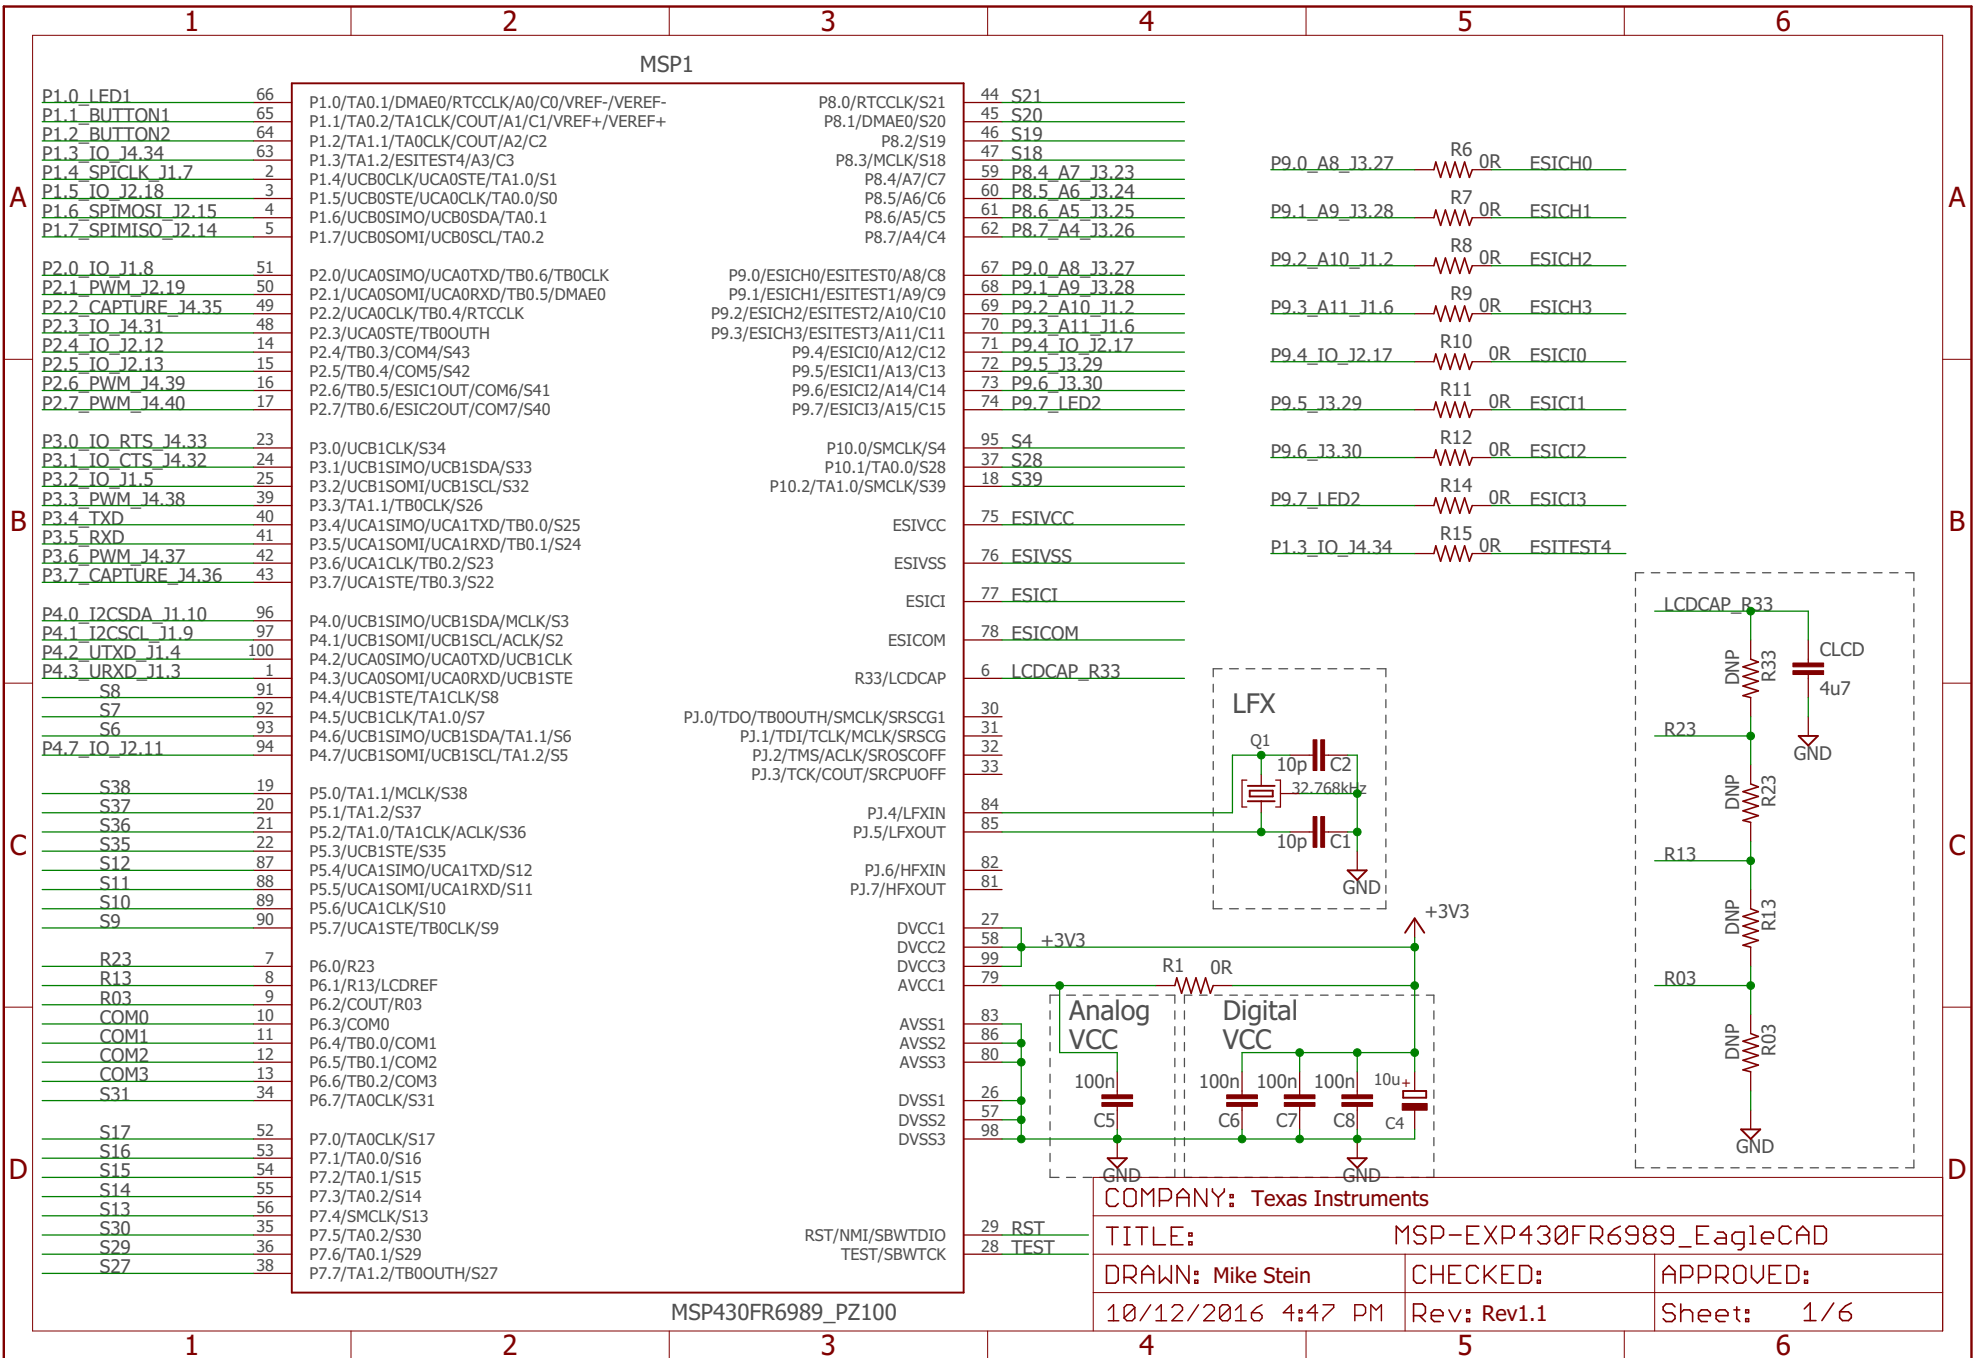 1 2 3 4 5 6
A
B
C
D
MSP1
P1.0_LED1 66 P1.0/TA0.1/DMAE0/RTCCLK/A0/C0/VREF-/VEREF-
P1.1_BUTTON1 65 P1.1/TA0.2/TA1CLK/COUT/A1/C1/VREF+/VEREF+
P1.2_BUTTON2 64 P1.2/TA1.1/TA0CLK/COUT/A2/C2
P1.3_IO_J4.34 63 P1.3/TA1.2/ESITEST4/A3/C3
P1.4_SPICLK_J1.7 2 P1.4/UCB0CLK/UCA0STE/TA1.0/S1
P1.5_IO_J2.18 3 P1.5/UCB0STE/UCA0CLK/TA0.0/S0
P1.6_SPIMOSI_J2.15 4 P1.6/UCB0SIMO/UCB0SDA/TA0.1
P1.7_SPIMISO_J2.14 5 P1.7/UCB0SOMI/UCB0SCL/TA0.2
P2.0_IO_J1.8 51 P2.0/UCA0SIMO/UCA0TXD/TB0.6/TB0CLK
P2.1_PWM_J2.19 50 P2.1/UCA0SOMI/UCA0RXD/TB0.5/DMAE0
P2.2_CAPTURE_J4.35 49 P2.2/UCA0CLK/TB0.4/RTCCLK
P2.3_IO_J4.31 48 P2.3/UCA0STE/TB0OUTH
P2.4_IO_J2.12 14 P2.4/TB0.3/COM4/S43
P2.5_IO_J2.13 15 P2.5/TB0.4/COM5/S42
P2.6_PWM_J4.39 16 P2.6/TB0.5/ESIC1OUT/COM6/S41
P2.7_PWM_J4.40 17 P2.7/TB0.6/ESIC2OUT/COM7/S40
P3.0_IO_RTS_J4.33 23 P3.0/UCB1CLK/S34
P3.1_IO_CTS_J4.32 24 P3.1/UCB1SIMO/UCB1SDA/S33
P3.2_IO_J1.5 25 P3.2/UCB1SOMI/UCB1SCL/S32
P3.3_PWM_J4.38 39 P3.3/TA1.1/TB0CLK/S26
P3.4_TXD 40 P3.4/UCA1SIMO/UCA1TXD/TB0.0/S25
P3.5_RXD 41 P3.5/UCA1SOMI/UCA1RXD/TB0.1/S24
P3.6_PWM_J4.37 42 P3.6/UCA1CLK/TB0.2/S23
P3.7_CAPTURE_J4.36 43 P3.7/UCA1STE/TB0.3/S22
P4.0_I2CSDA_J1.10 96 P4.0/UCB1SIMO/UCB1SDA/MCLK/S3
P4.1_I2CSCL_J1.9 97 P4.1/UCB1SOMI/UCB1SCL/ACLK/S2
P4.2_UTXD_J1.4 100 P4.2/UCA0SIMO/UCA0TXD/UCB1CLK
P4.3_URXD_J1.3 1 P4.3/UCA0SOMI/UCA0RXD/UCB1STE
S8 91 P4.4/UCB1STE/TA1CLK/S8
S7 92 P4.5/UCB1CLK/TA1.0/S7
S6 93 P4.6/UCB1SIMO/UCB1SDA/TA1.1/S6
P4.7_IO_J2.11 94 P4.7/UCB1SOMI/UCB1SCL/TA1.2/S5
S38 19 P5.0/TA1.1/MCLK/S38
S37 20 P5.1/TA1.2/S37
S36 21 P5.2/TA1.0/TA1CLK/ACLK/S36
S35 22 P5.3/UCB1STE/S35
S12 87 P5.4/UCA1SIMO/UCA1TXD/S12
S11 88 P5.5/UCA1SOMI/UCA1RXD/S11
S10 89 P5.6/UCA1CLK/S10
S9 90 P5.7/UCA1STE/TB0CLK/S9
R23 7 P6.0/R23
R13 8 P6.1/R13/LCDREF
R03 9 P6.2/COUT/R03
COM0 10 P6.3/COM0
COM1 11 P6.4/TB0.0/COM1
COM2 12 P6.5/TB0.1/COM2
COM3 13 P6.6/TB0.2/COM3
S31 34 P6.7/TA0CLK/S31
S17 52 P7.0/TA0CLK/S17
S16 53 P7.1/TA0.0/S16
S15 54 P7.2/TA0.1/S15
S14 55 P7.3/TA0.2/S14
S13 56 P7.4/SMCLK/S13
S30 35 P7.5/TA0.2/S30
S29 36 P7.6/TA0.1/S29
S27 38 P7.7/TA1.2/TB0OUTH/S27
P8.0/RTCCLK/S21 44 S21
P8.1/DMAE0/S20 45 S20
P8.2/S19 46 S19
P8.3/MCLK/S18 47 S18
P8.4/A7/C7 59 P8.4_A7_J3.23
P8.5/A6/C6 60 P8.5_A6_J3.24
P8.6/A5/C5 61 P8.6_A5_J3.25
P8.7/A4/C4 62 P8.7_A4_J3.26
P9.0/ESICH0/ESITEST0/A8/C8 67 P9.0_A8_J3.27
P9.1/ESICH1/ESITEST1/A9/C9 68 P9.1_A9_J3.28
P9.2/ESICH2/ESITEST2/A10/C10 69 P9.2_A10_J1.2
P9.3/ESICH3/ESITEST3/A11/C11 70 P9.3_A11_J1.6
P9.4/ESICI0/A12/C12 71 P9.4_IO_J2.17
P9.5/ESICI1/A13/C13 72 P9.5_J3.29
P9.6/ESICI2/A14/C14 73 P9.6_J3.30
P9.7/ESICI3/A15/C15 74 P9.7_LED2
P10.0/SMCLK/S4 95 S4
P10.1/TA0.0/S28 37 S28
P10.2/TA1.0/SMCLK/S39 18 S39
ESIVCC 75 ESIVCC
ESIVSS 76 ESIVSS
ESICI 77 ESICI
ESICOM 78 ESICOM
R33/LCDCAP 6 LCDCAP_R33
PJ.0/TDO/TB0OUTH/SMCLK/SRSCG1 30
PJ.1/TDI/TCLK/MCLK/SRSCG 31
PJ.2/TMS/ACLK/SROSCOFF 32
PJ.3/TCK/COUT/SRCPUOFF 33
PJ.4/LFXIN 84
PJ.5/LFXOUT 85
PJ.6/HFXIN 82
PJ.7/HFXOUT 81
DVCC1 27
DVCC2 58 +3V3
DVCC3 99
AVCC1 79
AVSS1 83
AVSS2 86
AVSS3 80
DVSS1 26
DVSS2 57
DVSS3 98
RST/NMI/SBWTDIO 29 RST
TEST/SBWTCK 28 TEST
MSP430FR6989_PZ100
P9.0_A8_J3.27 R6 0R ESICH0
P9.1_A9_J3.28 R7 0R ESICH1
P9.2_A10_J1.2 R8 0R ESICH2
P9.3_A11_J1.6 R9 0R ESICH3
P9.4_IO_J2.17 R10 0R ESICI0
P9.5_J3.29 R11 0R ESICI1
P9.6_J3.30 R12 0R ESICI2
P9.7_LED2 R14 0R ESICI3
P1.3_IO_J4.34 R15 0R ESITEST4
LFX
Q1
10p C2
32.768kHz
10p C1
GND
+3V3
R1 0R
Analog
VCC
100n
C5
GND
Digital
VCC
100n 100n 100n 10u+
C6 C7 C8 C4
GND
LCDCAP_R33
DNP R33
CLCD
4u7
GND
R23
DNP R23
R13
DNP R13
R03
DNP R03
GND
COMPANY: Texas Instruments
TITLE: MSP-EXP430FR6989_EagleCAD
DRAWN: Mike Stein CHECKED: APPROVED:
10/12/2016 4:47 PM Rev: Rev1.1 Sheet: 1/6
A
B
C
D
1 2 3 4 5 6